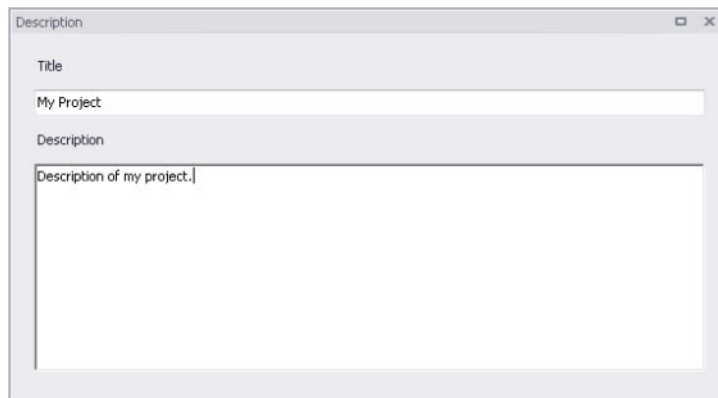 Description
Title
My Project
Description
Description of my project.